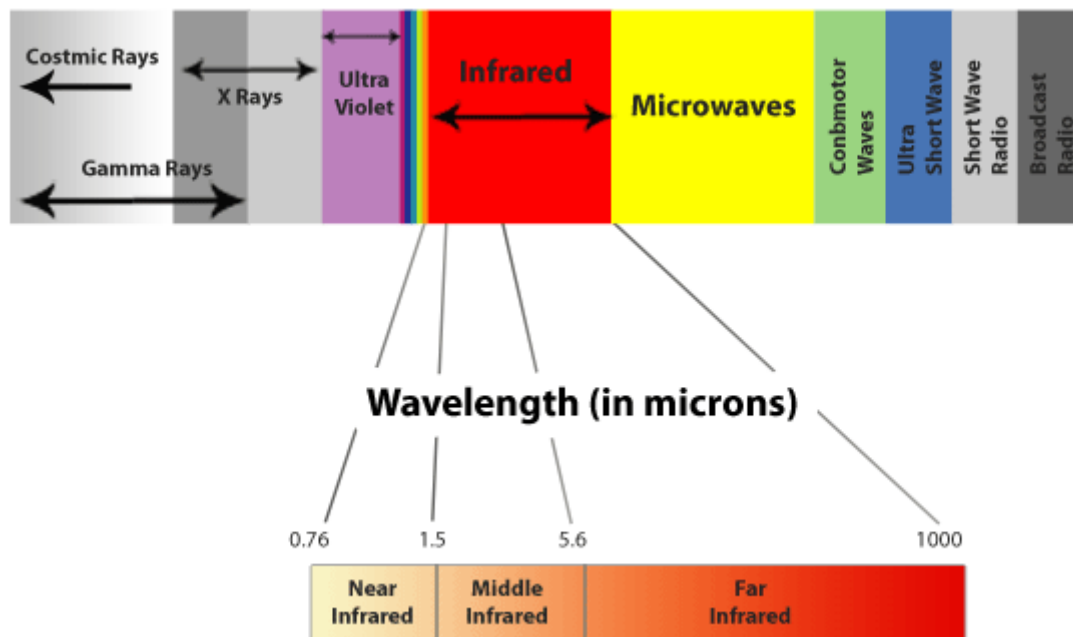 Costmic Rays
X Rays
Gamma Rays
Ultra
Violet
Infrared
Microwaves
Conbmotor
Waves
Ultra
Short Wave
Short Wave
Radio
Broadcast
Radio
Wavelength (in microns)
0.76
1.5
5.6
1000
Near
Infrared
Middle
Infrared
Far
Infrared